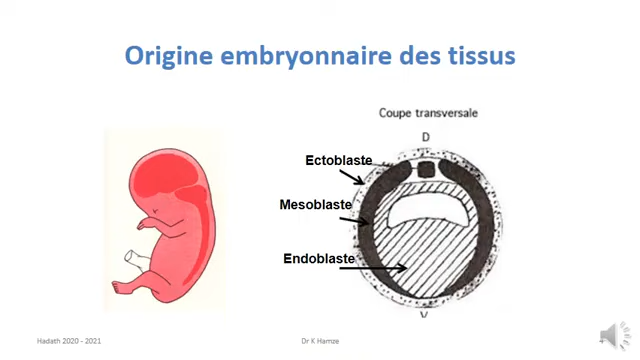 Origine embryonnaire des tissus
Coupe transversale
D
Ectoblaste
Mesoblaste
Endoblaste
V
Hadath 2020 - 2021
Dr K Hamze